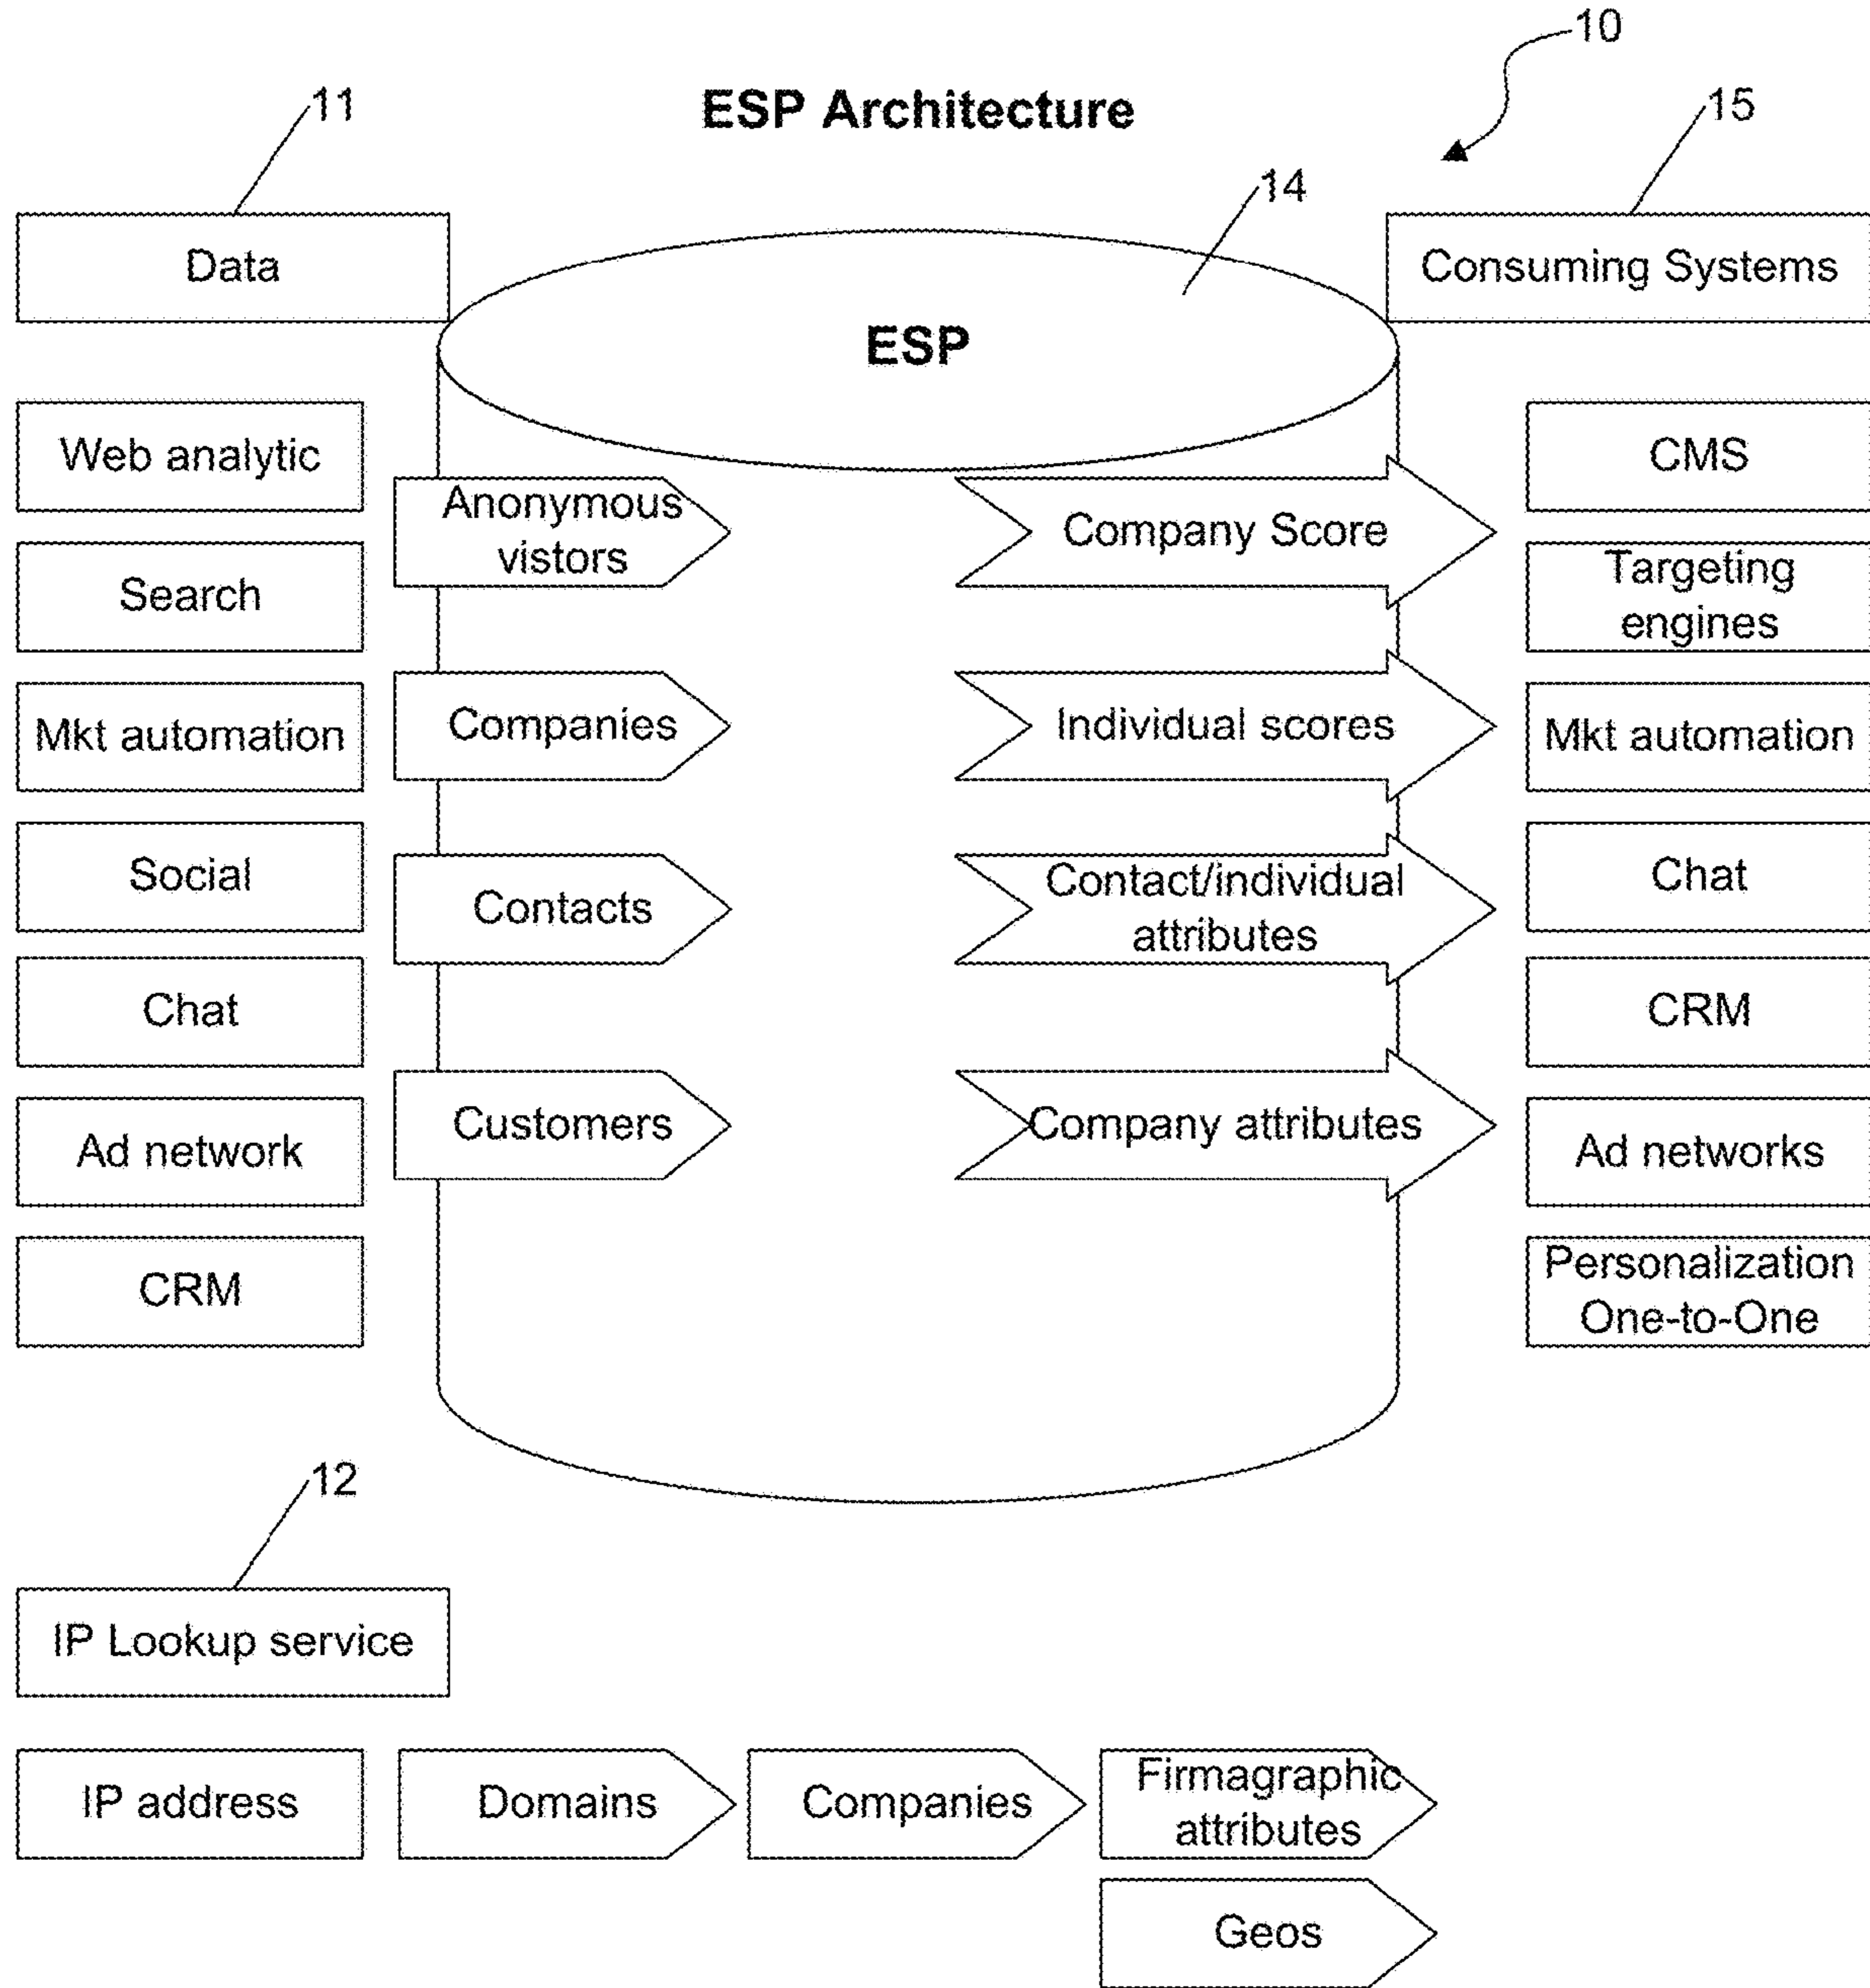 10
ESP Architecture
11
15
14
Data
Consuming Systems
ESP
Web analytic
Search
Mkt automation
Social
Chat
Ad network
CRM
Anonymous
vistors
Companies
Contacts
Customers
Company Score
Individual scores
Contact/individual
attributes
Company attributes
CMS
Targeting
engines
Mkt automation
Chat
CRM
Ad networks
Personalization
One-to-One
12
IP Lookup service
IP address
Domains
Companies
Firmagraphic
attributes
Geos